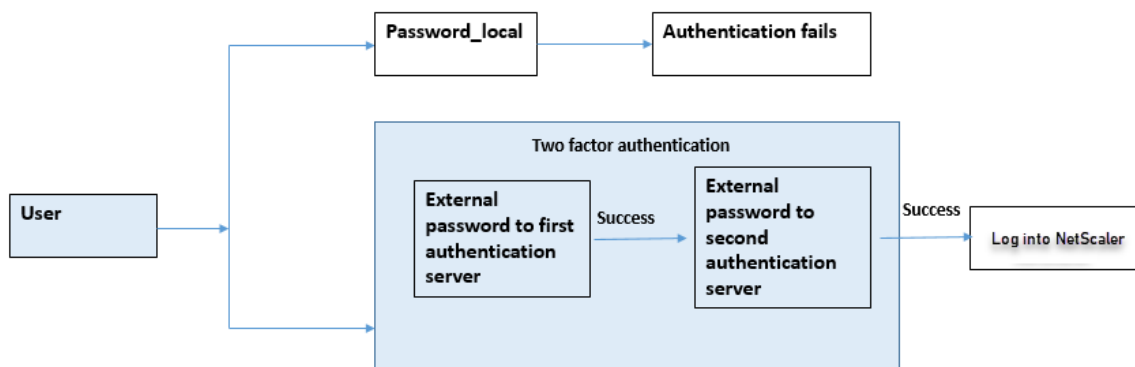 Password_local
Authentication fails
Two factor authentication
User
External
password to first
authentication
server
Success
External
password to
second
authentication
server
Success
Log into NetScaler